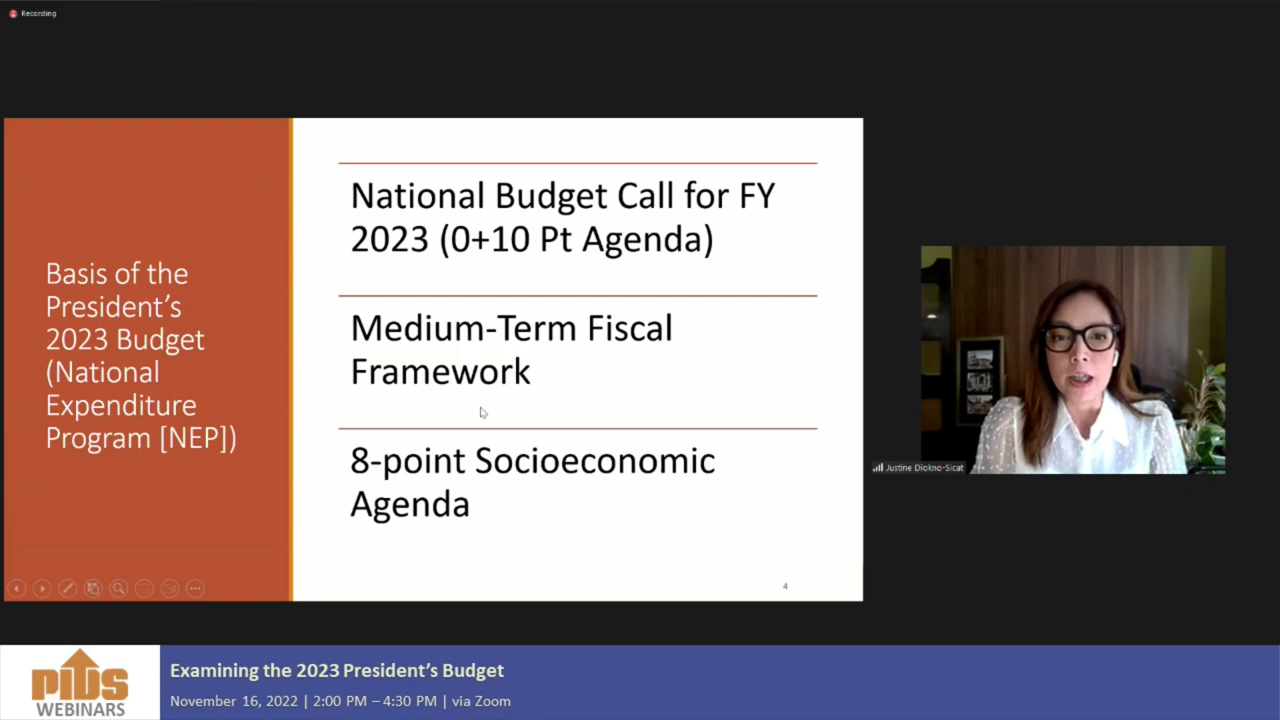 Recording
Basis of the
President’s
2023 Budget
(National
Expenditure
Program [NEP])
National Budget Call for FY
2023 (0+10 Pt Agenda)
Medium-Term Fiscal
Framework
8-point Socioeconomic
Agenda
4
Justine Diokno-Sicat
pids
WEBINARS
Examining the 2023 President’s Budget
November 16, 2022 | 2:00 PM – 4:30 PM | via Zoom